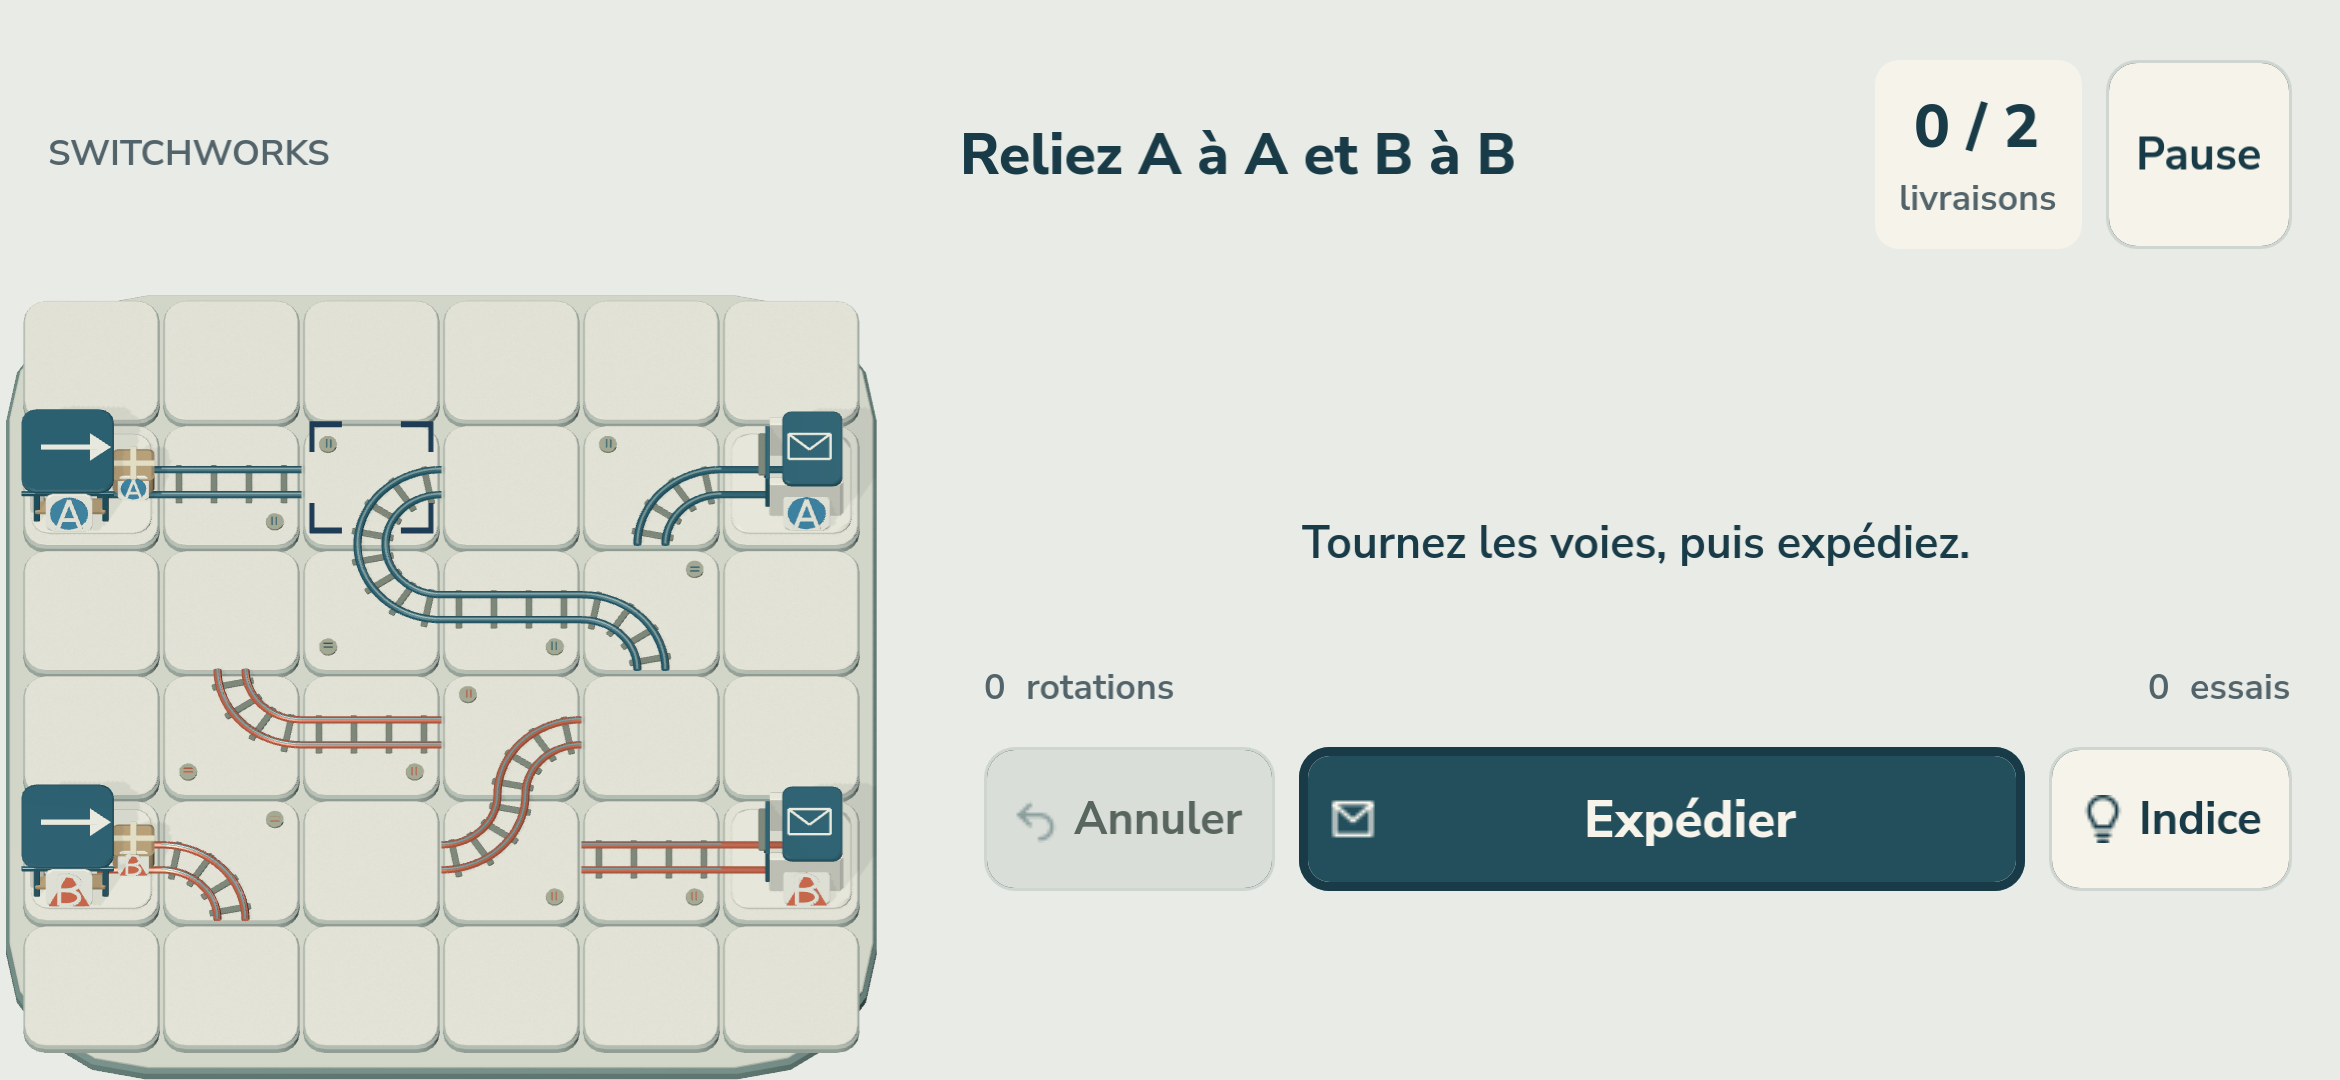 SWITCHWORKS
Reliez A à A et B à B
0 / 2
livraisons
Pause
A
A
A
Tournez les voies, puis expédiez.
0 rotations
0 essais
B
B
B
Annuler
Expédier
Indice